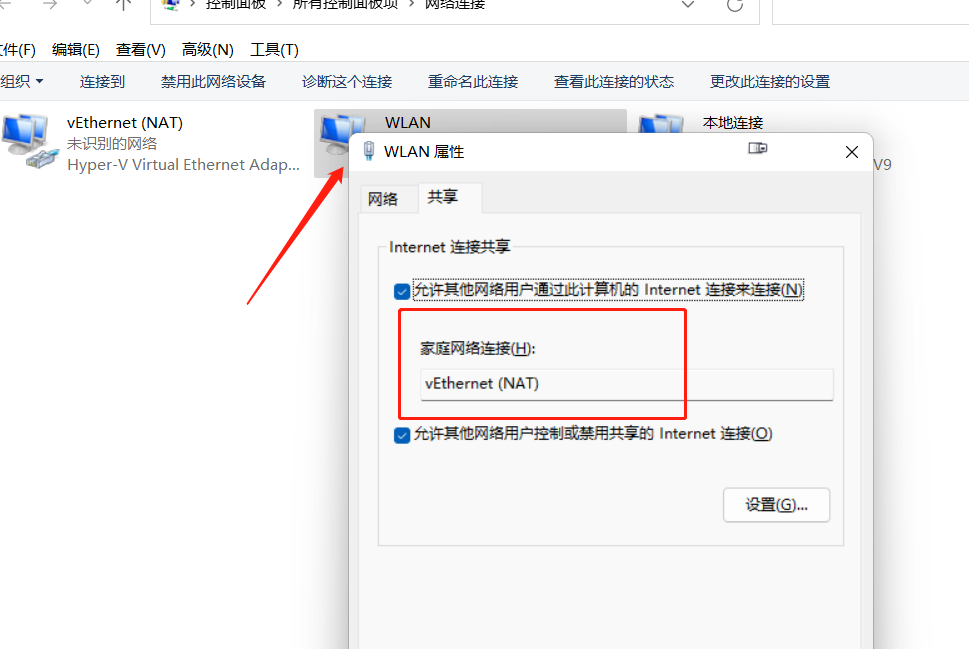 控制面板 › 所有控制面板项 › 网络连接
文件(F) 编辑(E) 查看(V) 高级(N) 工具(T)
组织 连接到 禁用此网络设备 诊断这个连接 重命名此连接 查看此连接的状态 更改此连接的设置
vEthernet (NAT)
未识别的网络
Hyper-V Virtual Ethernet Adap...
WLAN
本地连接
V9
WLAN 属性
网络 共享
Internet 连接共享
允许其他网络用户通过此计算机的 Internet 连接来连接(N)
家庭网络连接(H):
vEthernet (NAT)
允许其他网络用户控制或禁用共享的 Internet 连接(O)
设置(G)...